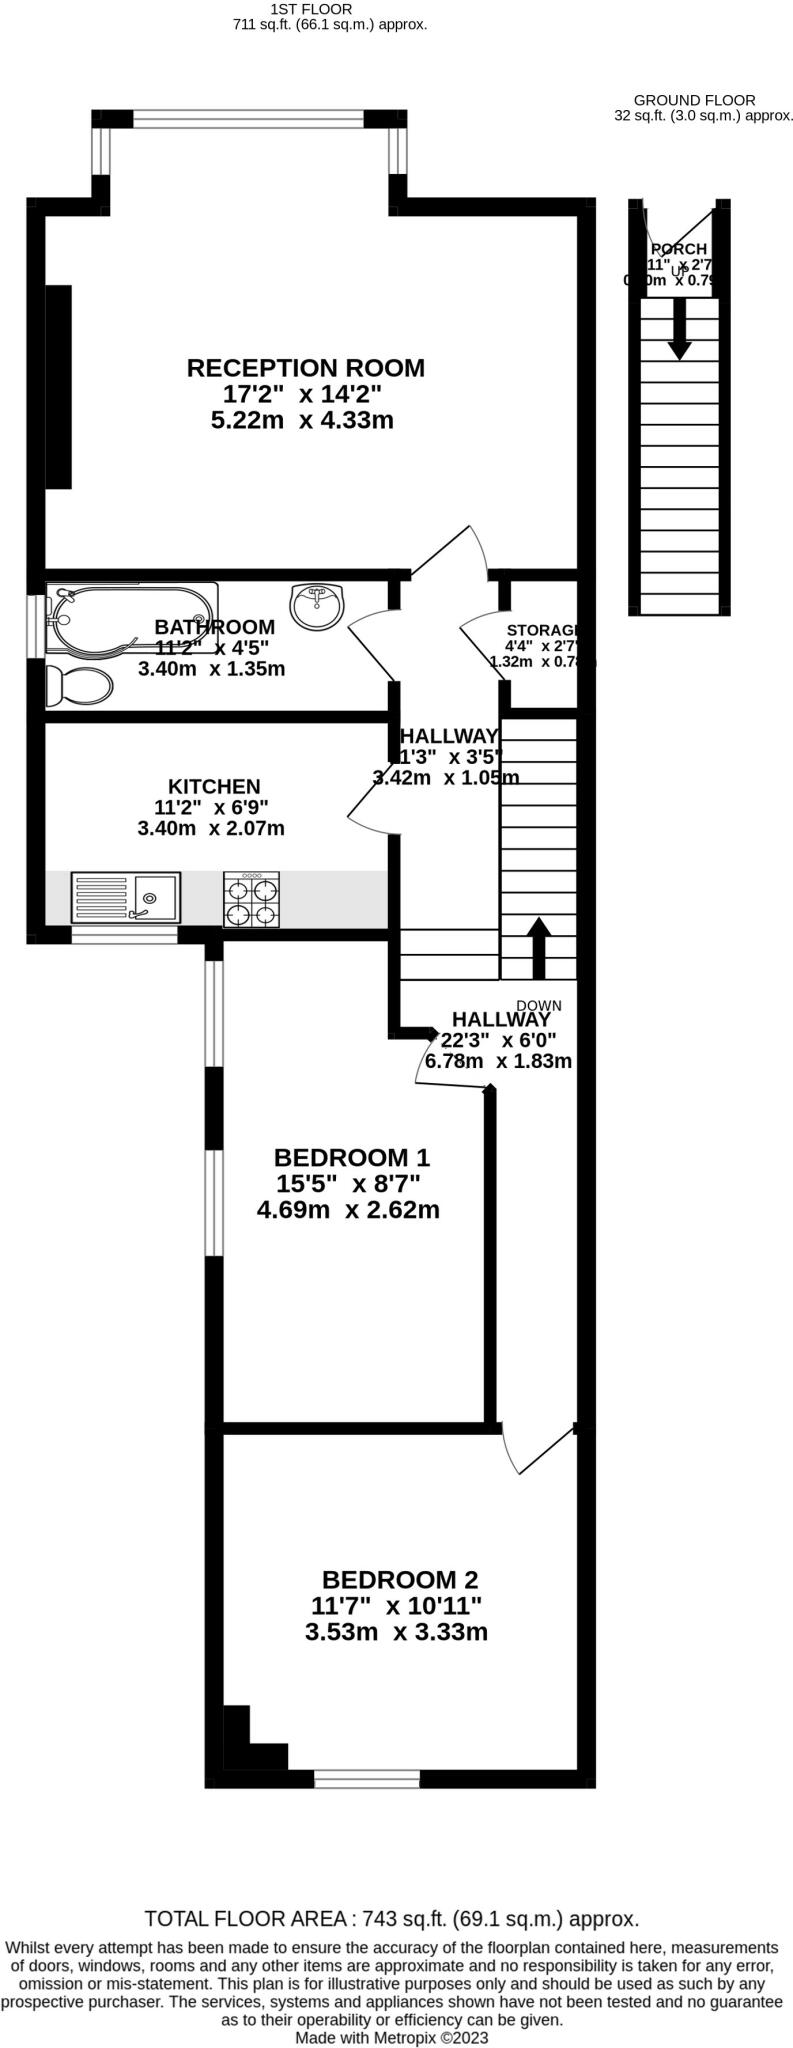 1ST FLOOR
711 sq.ft. (66.1 sq.m.) approx.
GROUND FLOOR
32 sq.ft. (3.0 sq.m.) approx.
PORCH
11" x 2'7
UP
0m x 0.79
RECEPTION ROOM
17'2" x 14'2"
5.22m x 4.33m
BATHROOM
11'2" x 4'5"
3.40m x 1.35m
STORAGE
4'4" x 2'7"
1.32m x 0.78m
HALLWAY
1'3" x 3'5"
3.42m x 1.05m
KITCHEN
11'2" x 6'9"
3.40m x 2.07m
DOWN
HALLWAY
22'3" x 6'0"
6.78m x 1.83m
BEDROOM 1
15'5" x 8'7"
4.69m x 2.62m
BEDROOM 2
11'7" x 10'11"
3.53m x 3.33m
TOTAL FLOOR AREA : 743 sq.ft. (69.1 sq.m.) approx.
Whilst every attempt has been made to ensure the accuracy of the floorplan contained here, measurements
of doors, windows, rooms and any other items are approximate and no responsibility is taken for any error,
omission or mis-statement. This plan is for illustrative purposes only and should be used as such by any
prospective purchaser. The services, systems and appliances shown have not been tested and no guarantee
as to their operability or efficiency can be given.
Made with Metropix ©2023